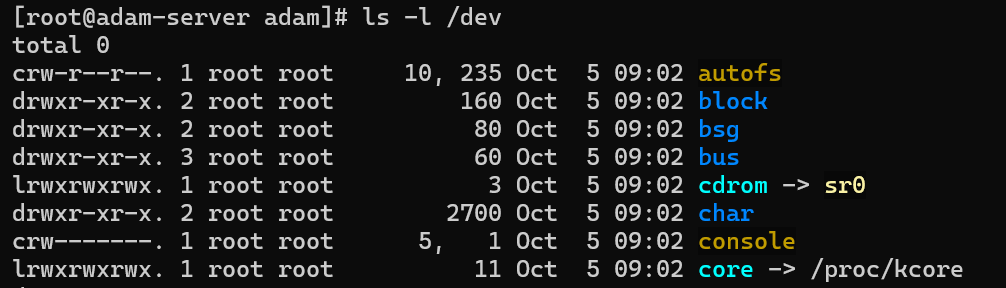 [root@adam-server adam]# ls -l /dev
total 0
crw-r--r--. 1 root root     10, 235 Oct  5 09:02 autofs
drwxr-xr-x. 2 root root         160 Oct  5 09:02 block
drwxr-xr-x. 2 root root          80 Oct  5 09:02 bsg
drwxr-xr-x. 3 root root          60 Oct  5 09:02 bus
lrwxrwxrwx. 1 root root           3 Oct  5 09:02 cdrom -> sr0
drwxr-xr-x. 2 root root        2700 Oct  5 09:02 char
crw-------. 1 root root      5,   1 Oct  5 09:02 console
lrwxrwxrwx. 1 root root          11 Oct  5 09:02 core -> /proc/kcore